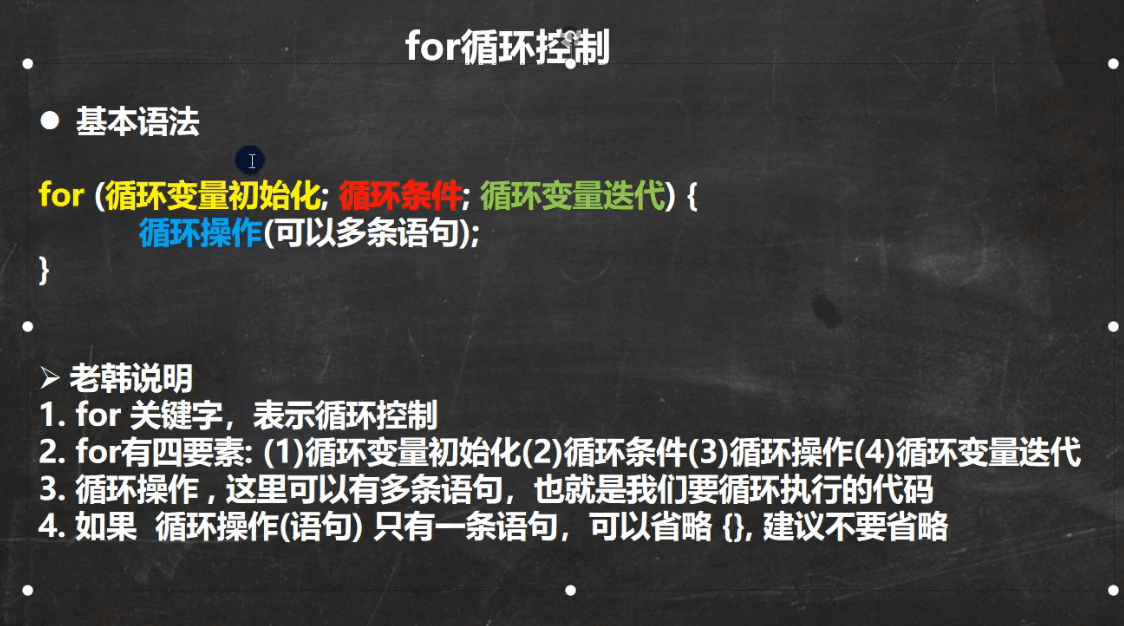 for循环控制
● 基本语法
for (循环变量初始化; 循环条件; 循环变量迭代) {
循环操作(可以多条语句);
}
➢ 老韩说明
1. for 关键字，表示循环控制
2. for有四要素: (1)循环变量初始化(2)循环条件(3)循环操作(4)循环变量迭代
3. 循环操作 , 这里可以有多条语句，也就是我们要循环执行的代码
4. 如果 循环操作(语句) 只有一条语句，可以省略 {}, 建议不要省略